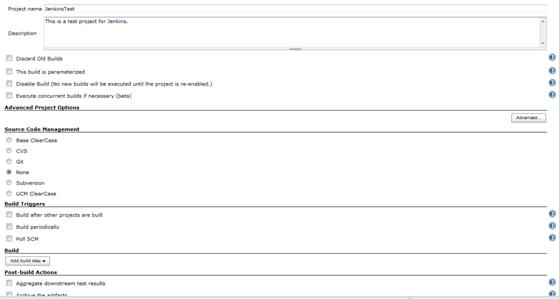 Project name JenkinsTest
This is a test project for Jenkins.
Description
Discard Old Builds
This build is parameterized
Disable Build (No new builds will be executed until the project is re-enabled.)
Execute concurrent builds if necessary (beta)
Advanced Project Options
Advanced...
Source Code Management
Base ClearCase
CVS
Git
None
Subversion
UCM ClearCase
Build Triggers
Build after other projects are built
Build periodically
Poll SCM
Build
Add build step
Post-build Actions
Aggregate downstream test results
Archive the artifacts